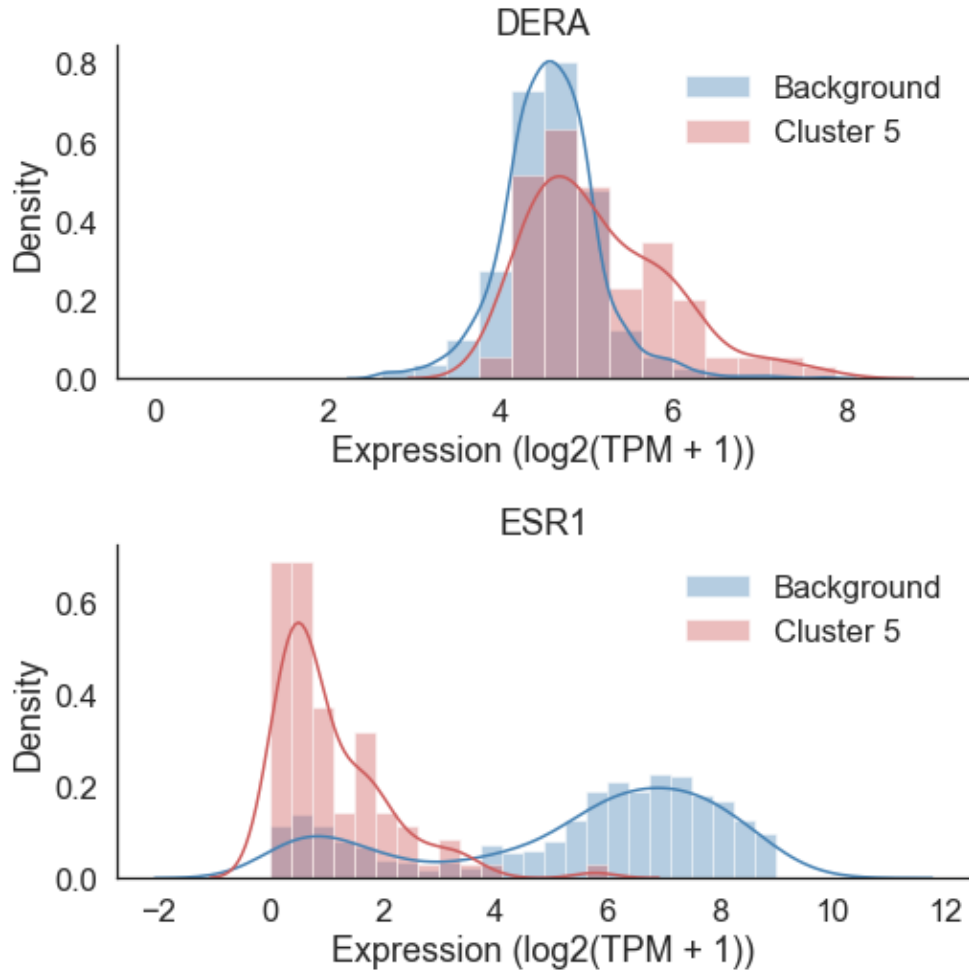 DERA
0.8
0.6
0.4
0.2
0.0
Density
Background
Cluster 5
0 2 4 6 8
Expression (log2(TPM + 1))
ESR1
0.6
0.4
0.2
0.0
Density
Background
Cluster 5
−2 0 2 4 6 8 10 12
Expression (log2(TPM + 1))